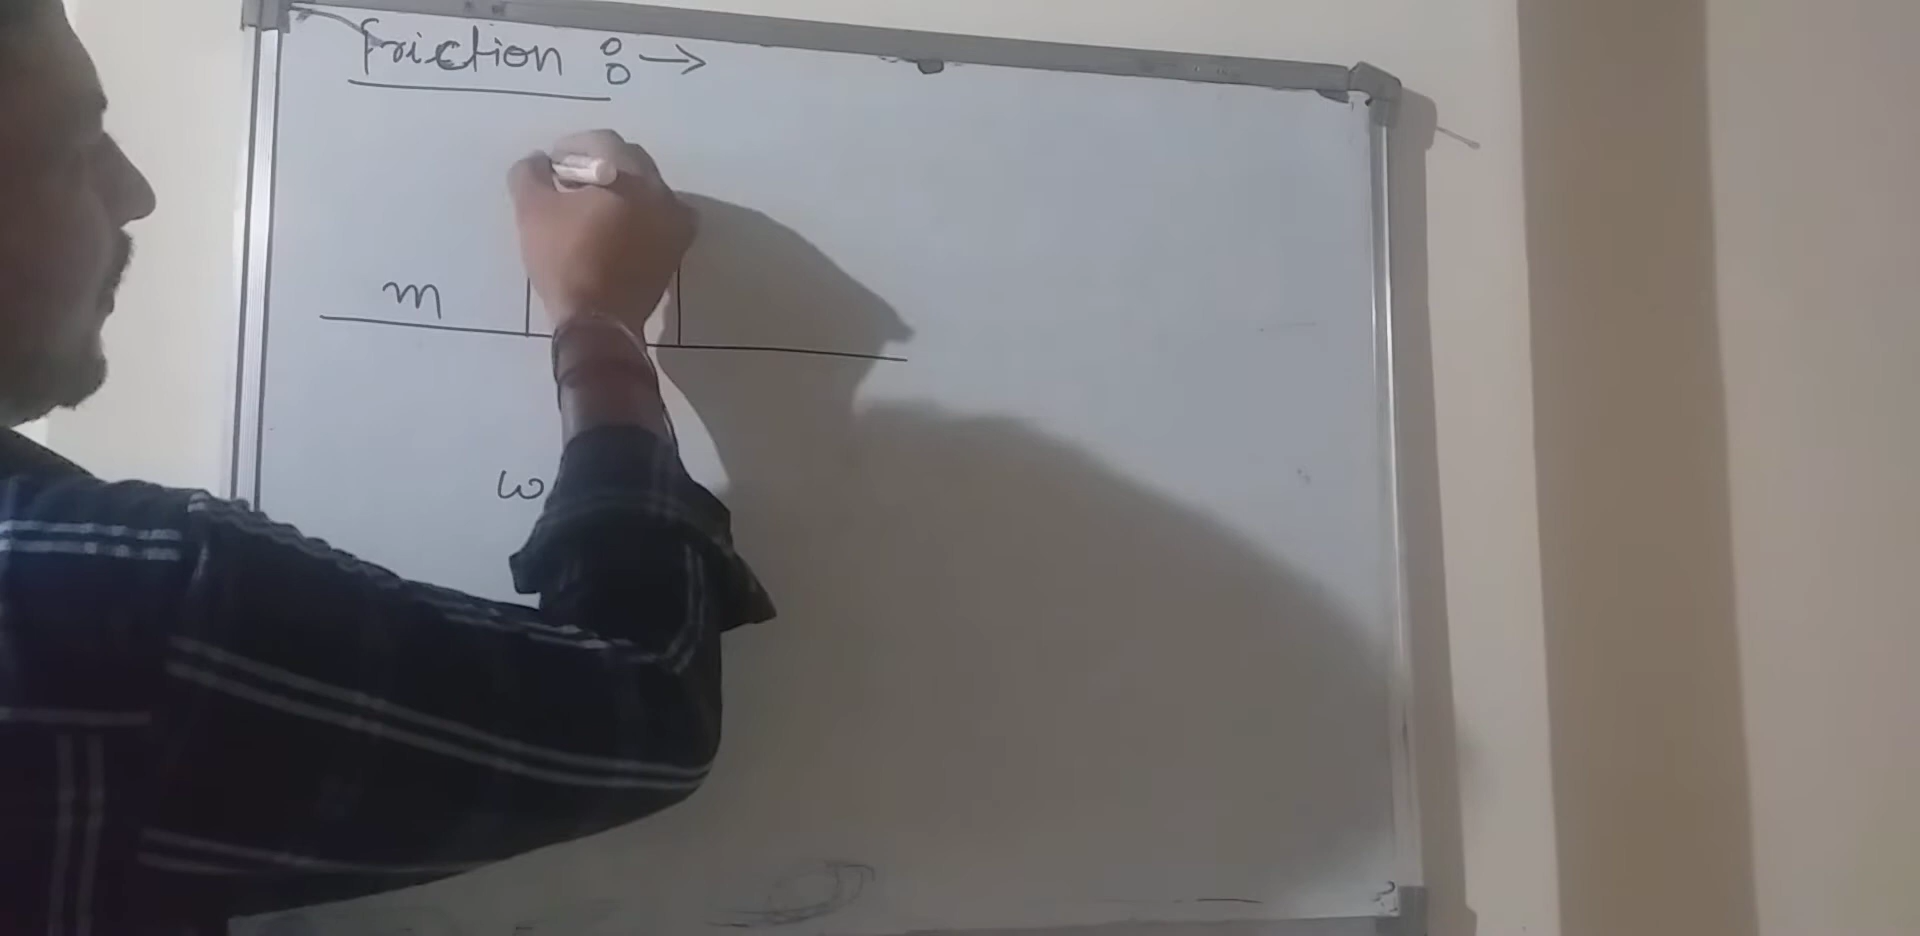 friction :→
m
ω